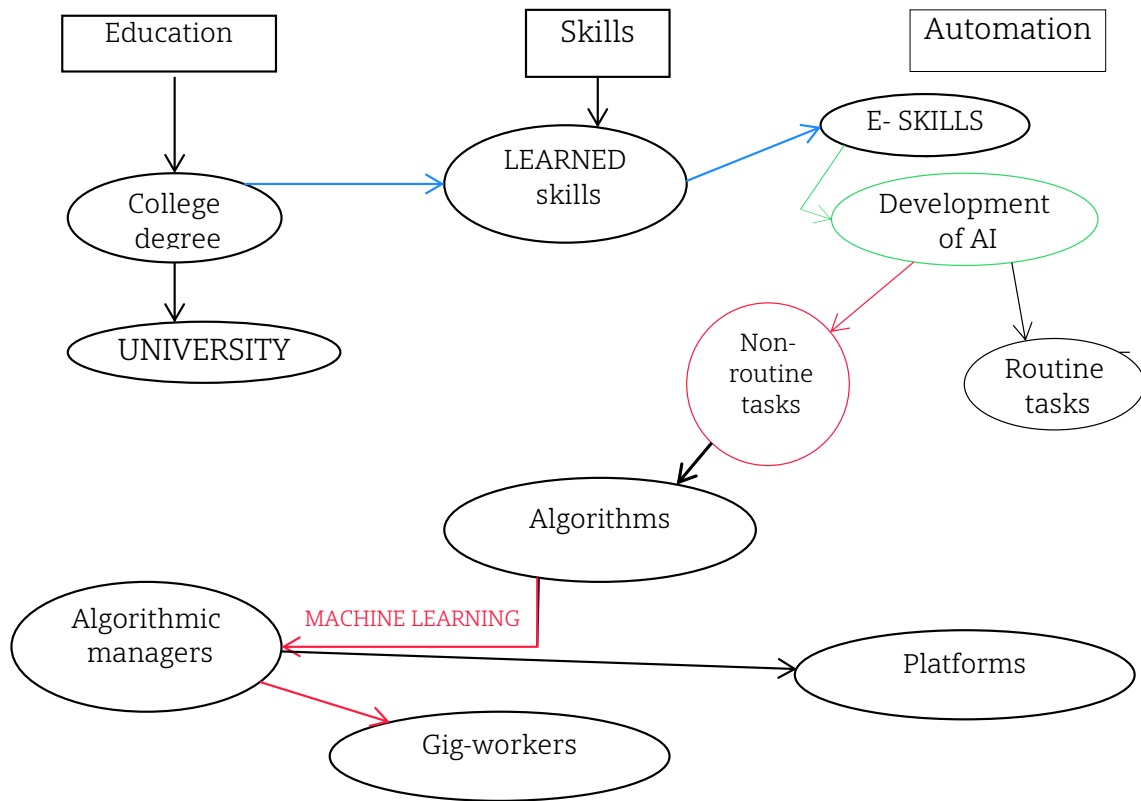 Education
Skills
Automation
E- SKILLS
LEARNED
skills
College
degree
Development
of AI
UNIVERSITY
Non-
routine
tasks
Routine
tasks
Algorithms
Algorithmic
managers
MACHINE LEARNING
Platforms
Gig-workers